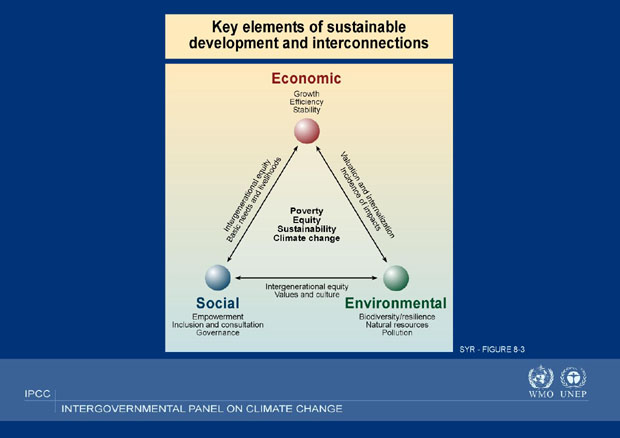 Key elements of sustainable
development and interconnections
Economic
Growth
Efficiency
Stability
Intergenerational equity
Basic needs and livelihoods
Valuation and internalization
Incidence of impacts
Poverty
Equity
Sustainability
Climate change
Intergenerational equity
Values and culture
Social
Empowerment
Inclusion and consultation
Governance
Environmental
Biodiversity/resilience
Natural resources
Pollution
SYR - FIGURE 8-3
WMO UNEP
IPCC
INTERGOVERNMENTAL PANEL ON CLIMATE CHANGE